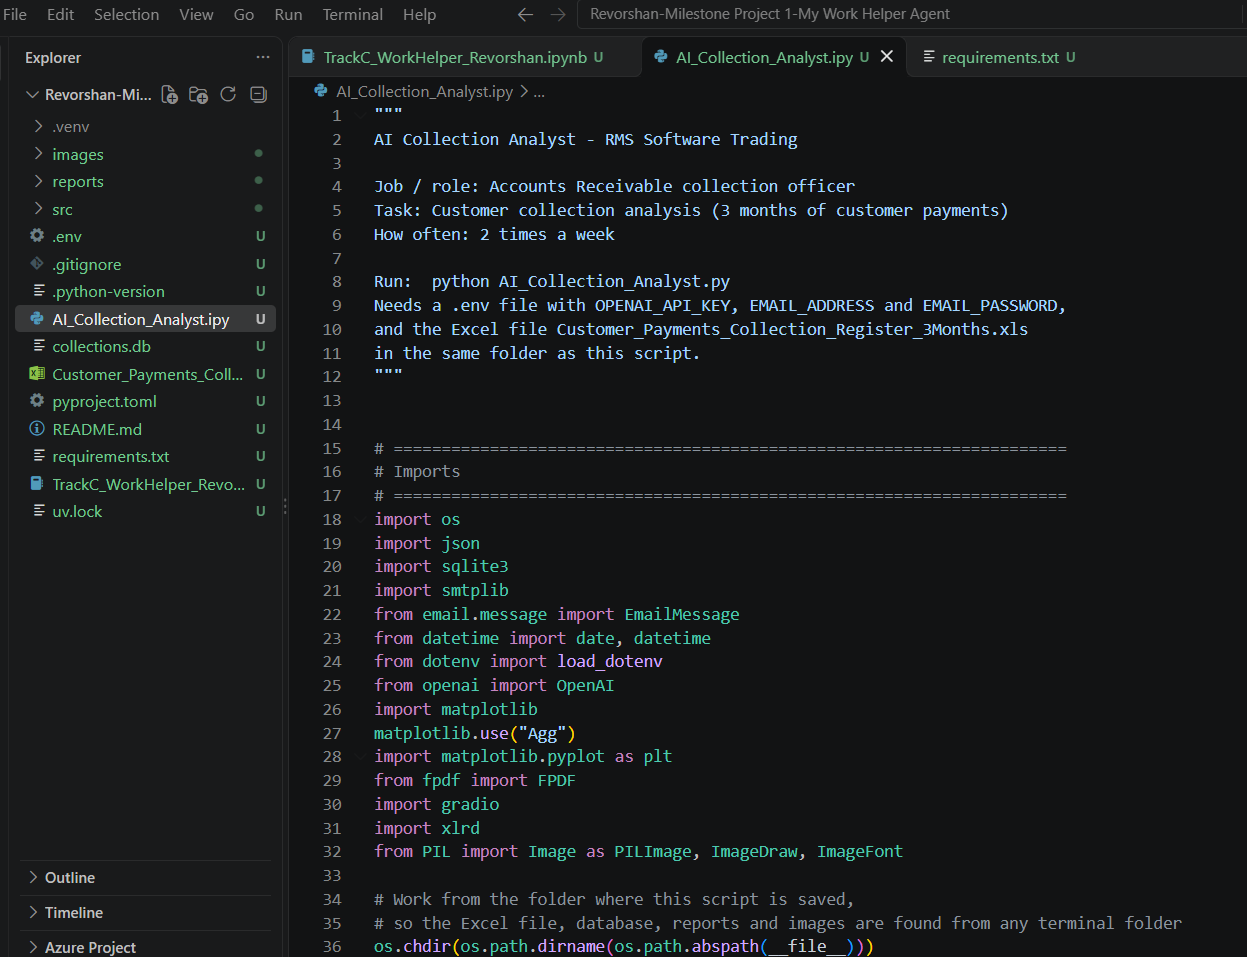 File Edit Selection View Go Run Terminal Help
Revorshan-Milestone Project 1-My Work Helper Agent
Explorer
Revorshan-Mi...
.venv
images
reports
src
.env U
.gitignore U
.python-version U
AI_Collection_Analyst.ipy U
collections.db U
Customer_Payments_Coll... U
pyproject.toml U
README.md U
requirements.txt U
TrackC_WorkHelper_Revo... U
uv.lock U
Outline
Timeline
Azure Project
TrackC_WorkHelper_Revorshan.ipynb U
AI_Collection_Analyst.ipy U
requirements.txt U
AI_Collection_Analyst.ipy > ...
1 """
2 AI Collection Analyst - RMS Software Trading
3
4 Job / role: Accounts Receivable collection officer
5 Task: Customer collection analysis (3 months of customer payments)
6 How often: 2 times a week
7
8 Run:  python AI_Collection_Analyst.py
9 Needs a .env file with OPENAI_API_KEY, EMAIL_ADDRESS and EMAIL_PASSWORD,
10 and the Excel file Customer_Payments_Collection_Register_3Months.xls
11 in the same folder as this script.
12 """
13
14
15 # ======================================================================
16 # Imports
17 # ======================================================================
18 import os
19 import json
20 import sqlite3
21 import smtplib
22 from email.message import EmailMessage
23 from datetime import date, datetime
24 from dotenv import load_dotenv
25 from openai import OpenAI
26 import matplotlib
27 matplotlib.use("Agg")
28 import matplotlib.pyplot as plt
29 from fpdf import FPDF
30 import gradio
31 import xlrd
32 from PIL import Image as PILImage, ImageDraw, ImageFont
33
34 # Work from the folder where this script is saved,
35 # so the Excel file, database, reports and images are found from any terminal folder
36 os.chdir(os.path.dirname(os.path.abspath(__file__)))